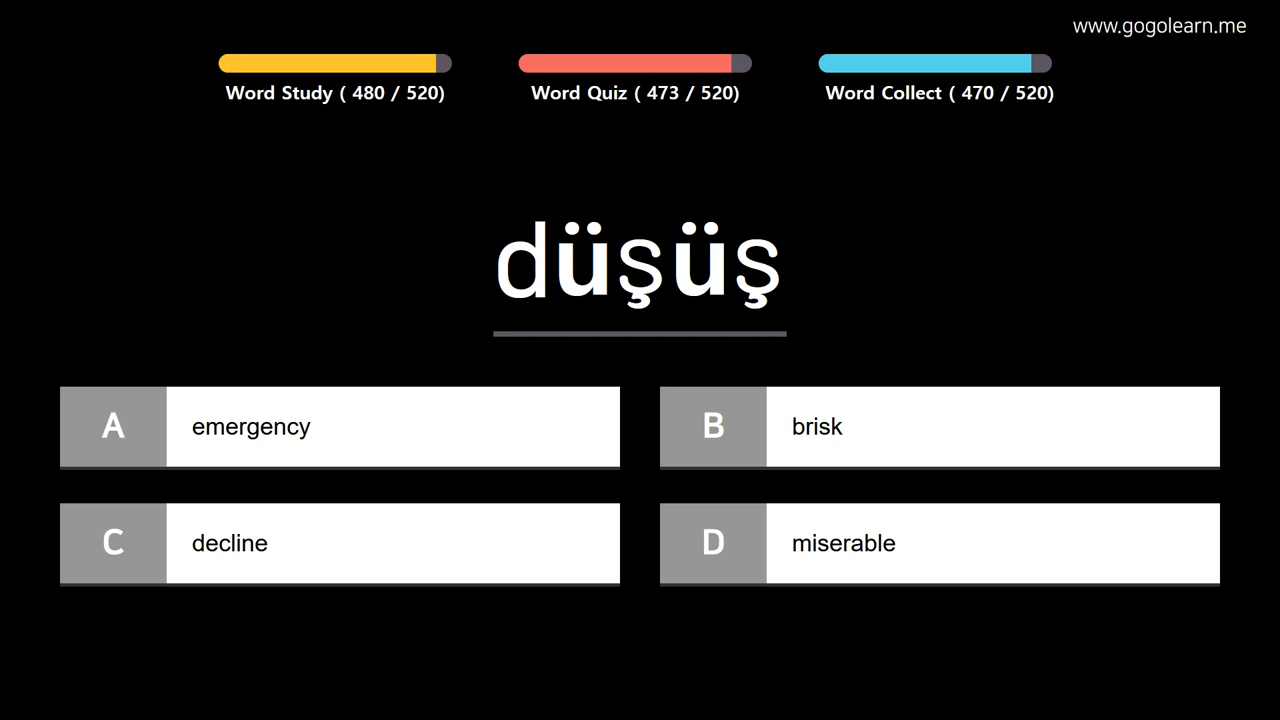 www.gogolearn.me
Word Study ( 480 / 520)
Word Quiz ( 473 / 520)
Word Collect ( 470 / 520)
düşüş
A emergency
B brisk
C decline
D miserable